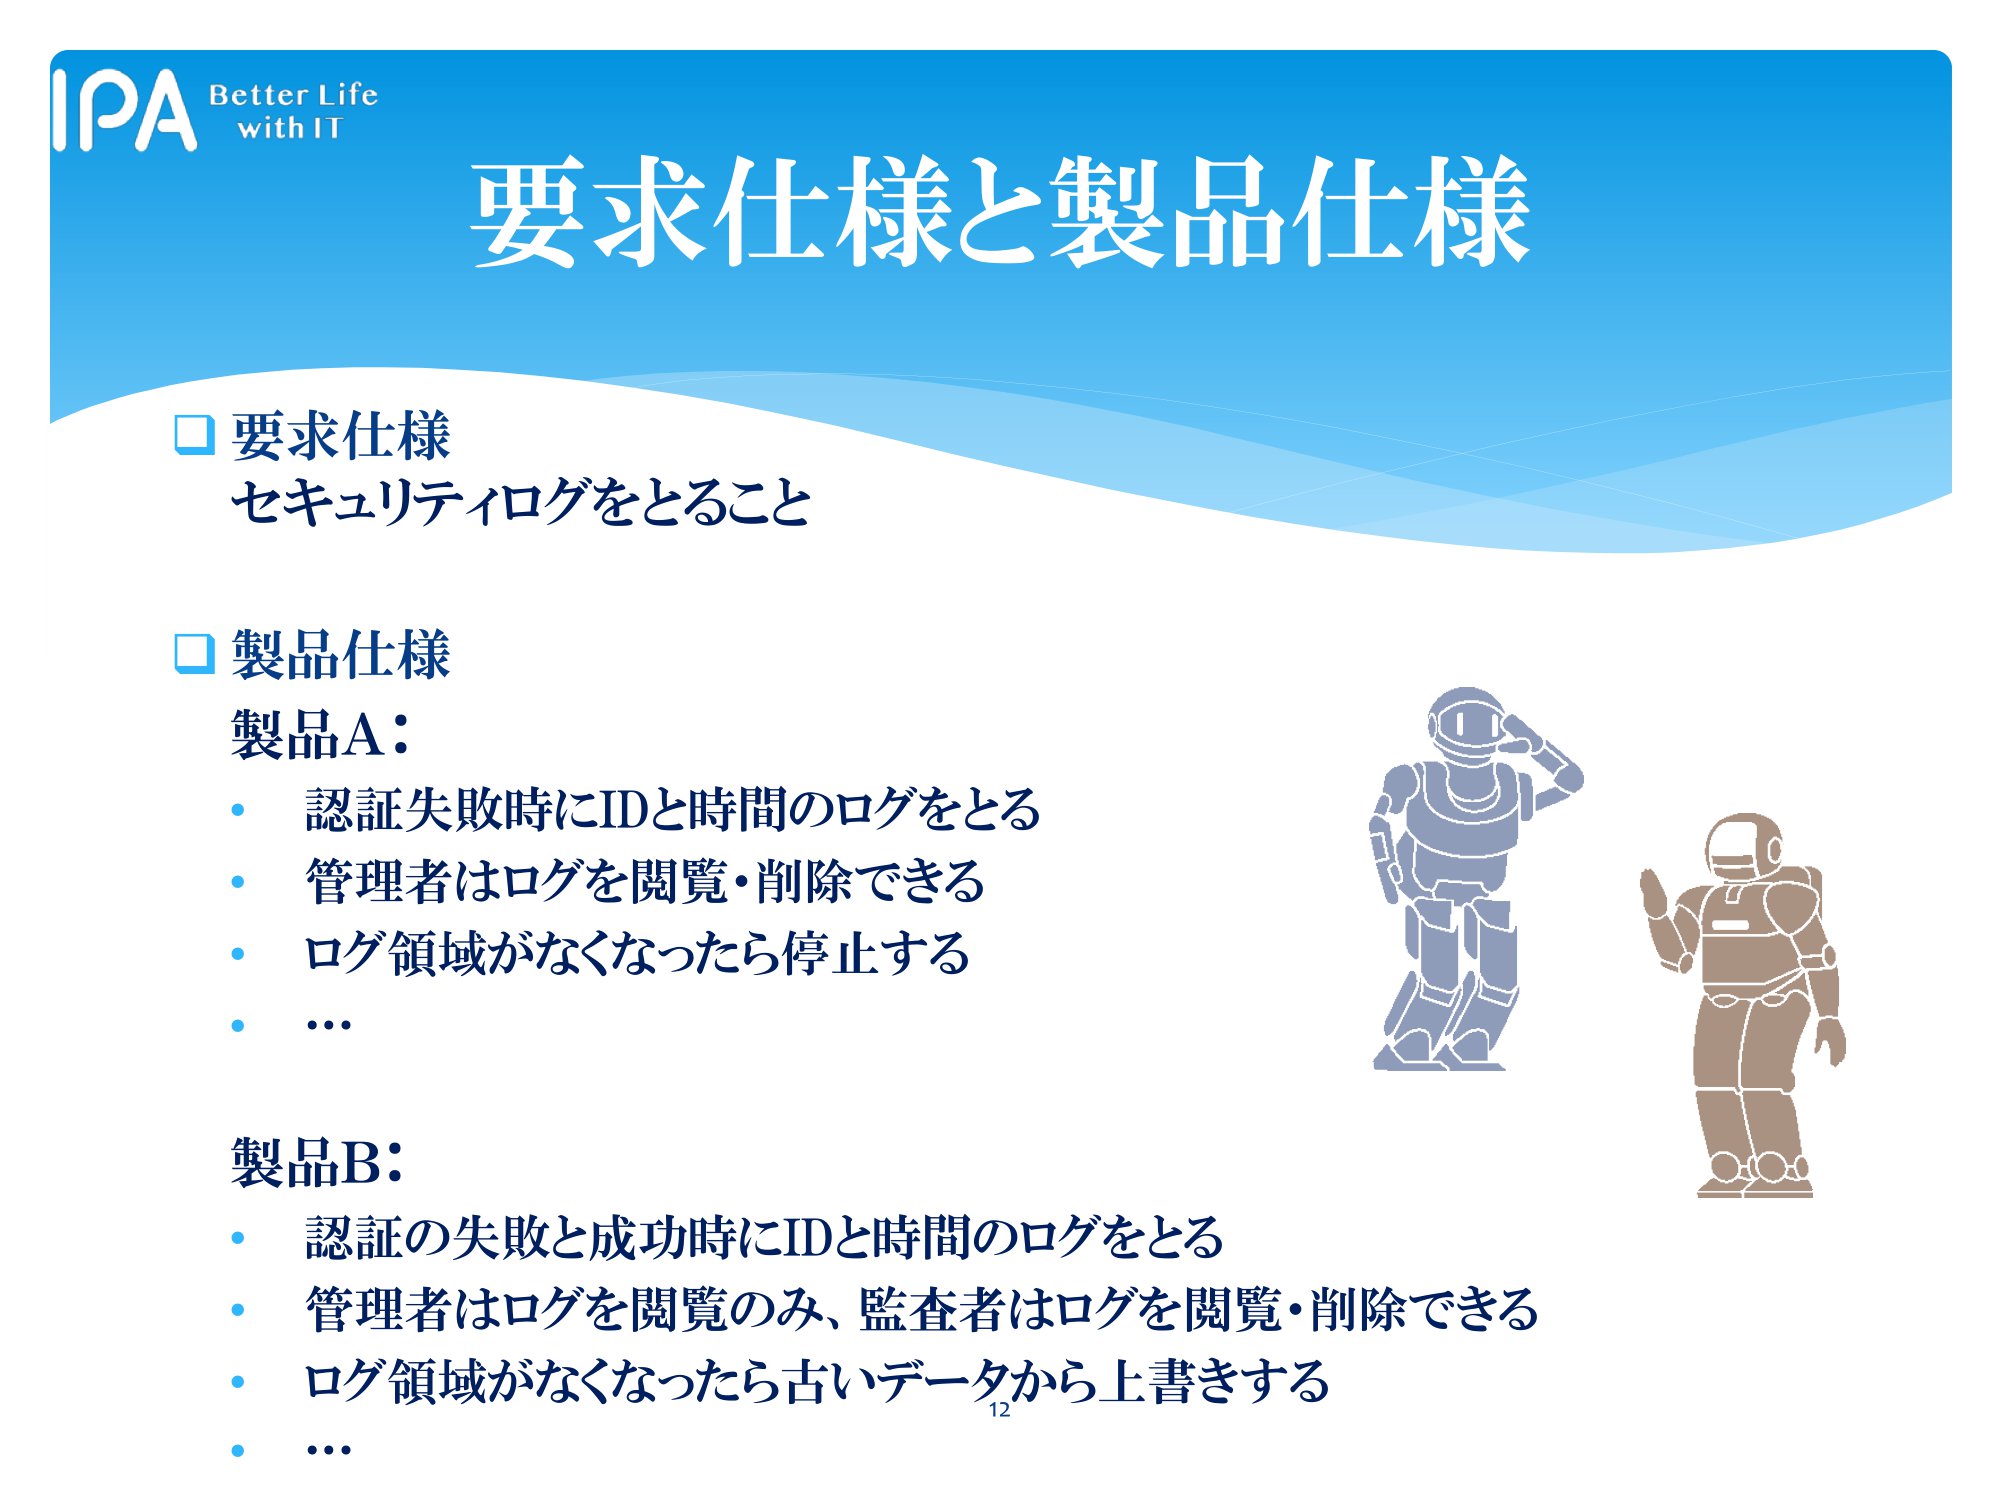 IPA Better Life
with IT
要求仕様と製品仕様
❑ 要求仕様
セキュリティログをとること
❑ 製品仕様
製品A：
• 認証失敗時にIDと時間のログをとる
• 管理者はログを閲覧・削除できる
• ログ領域がなくなったら停止する
• …
製品B：
• 認証の失敗と成功時にIDと時間のログをとる
• 管理者はログを閲覧のみ、監査者はログを閲覧・削除できる
• ログ領域がなくなったら古いデータから上書きする
• …
12